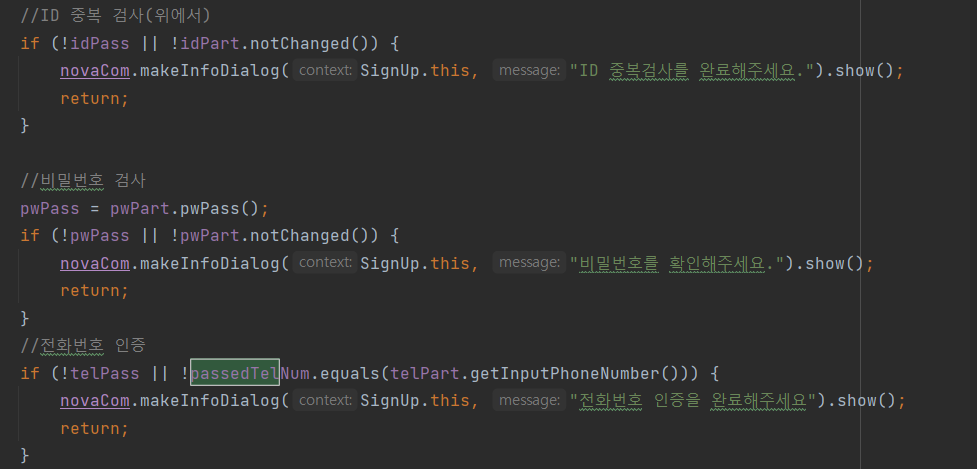 //ID 중복 검사(위에서)
if (!idPass || !idPart.notChanged()) {
novaCom.makeInfoDialog( context: SignUp.this, message: "ID 중복검사를 완료해주세요.").show();
return;
}
//비밀번호 검사
pwPass = pwPart.pwPass();
if (!pwPass || !pwPart.notChanged()) {
novaCom.makeInfoDialog( context: SignUp.this, message: "비밀번호를 확인해주세요.").show();
return;
}
//전화번호 인증
if (!telPass || !passedTelNum.equals(telPart.getInputPhoneNumber())) {
novaCom.makeInfoDialog( context: SignUp.this, message: "전화번호 인증을 완료해주세요").show();
return;
}